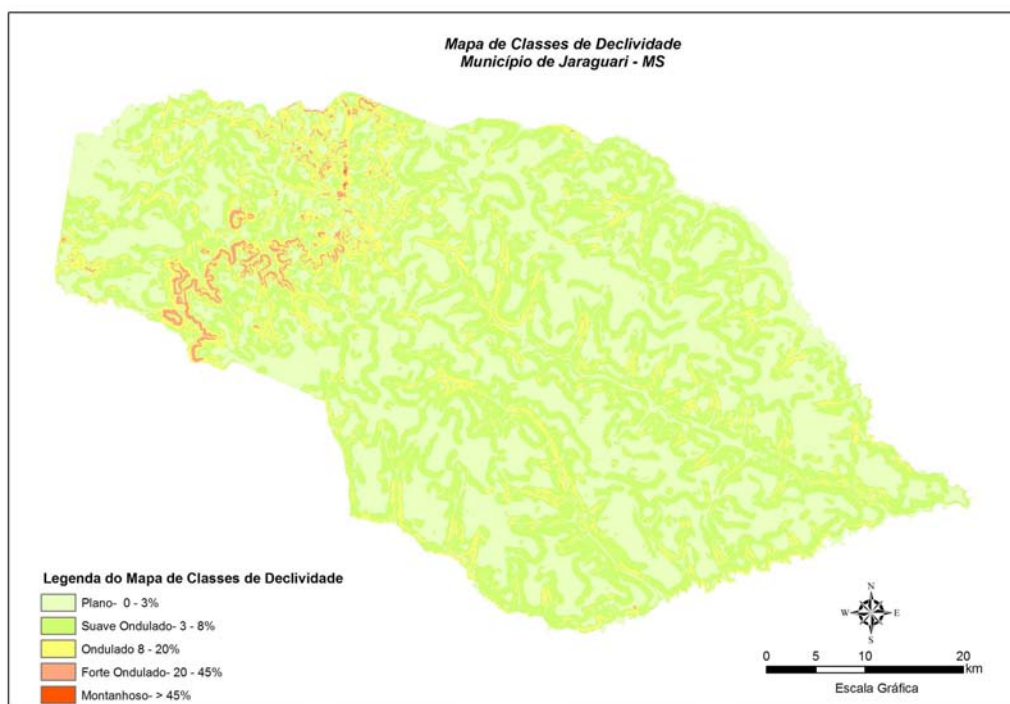 Mapa de Classes de Declividade
Município de Jaraguari - MS
Legenda do Mapa de Classes de Declividade
Plano- 0 - 3%
Suave Ondulado- 3 - 8%
Ondulado 8 - 20%
Forte Ondulado- 20 - 45%
Montanhoso- > 45%
N
W E
S
0 5 10 20
km
Escala Gráfica